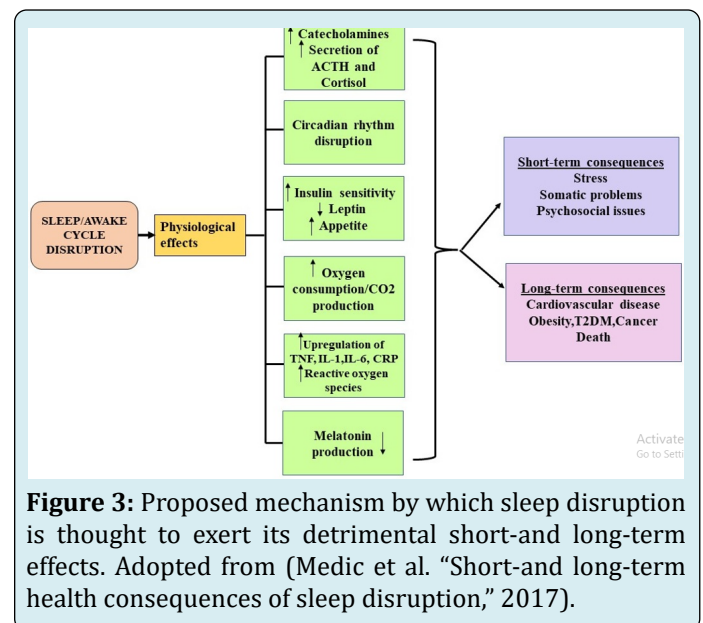 ↑ Catecholamines
↑ Secretion of
ACTH and
Cortisol
Circadian rhythm
disruption
↑ Insulin sensitivity
↓ Leptin
↑ Appetite
↑ Oxygen
consumption/CO2
production
↑Upregulation of
TNF,IL-1,IL-6, CRP
↑Reactive oxygen
species
Melatonin
production ↓
SLEEP/AWAKE
CYCLE
DISRUPTION
Physiological
effects
Short-term consequences
Stress
Somatic problems
Psychosocial issues
Long-term consequences
Cardiovascular disease
Obesity,T2DM,Cancer
Death
Activate
Go to Setti
Figure 3: Proposed mechanism by which sleep disruption
is thought to exert its detrimental short-and long-term
effects. Adopted from (Medic et al. “Short-and long-term
health consequences of sleep disruption,” 2017).